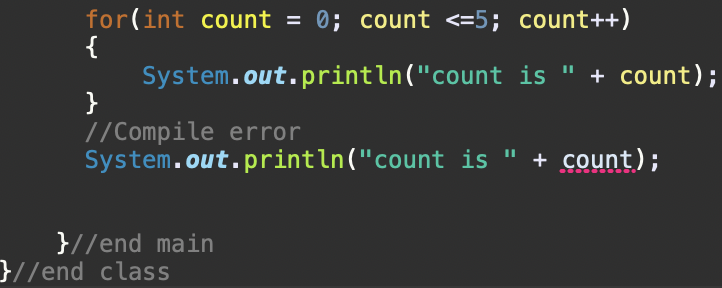 for(int count = 0; count <=5; count++)
{
System.out.println("count is " + count);
}
//Compile error
System.out.println("count is " + count);
}//end main
}//end class